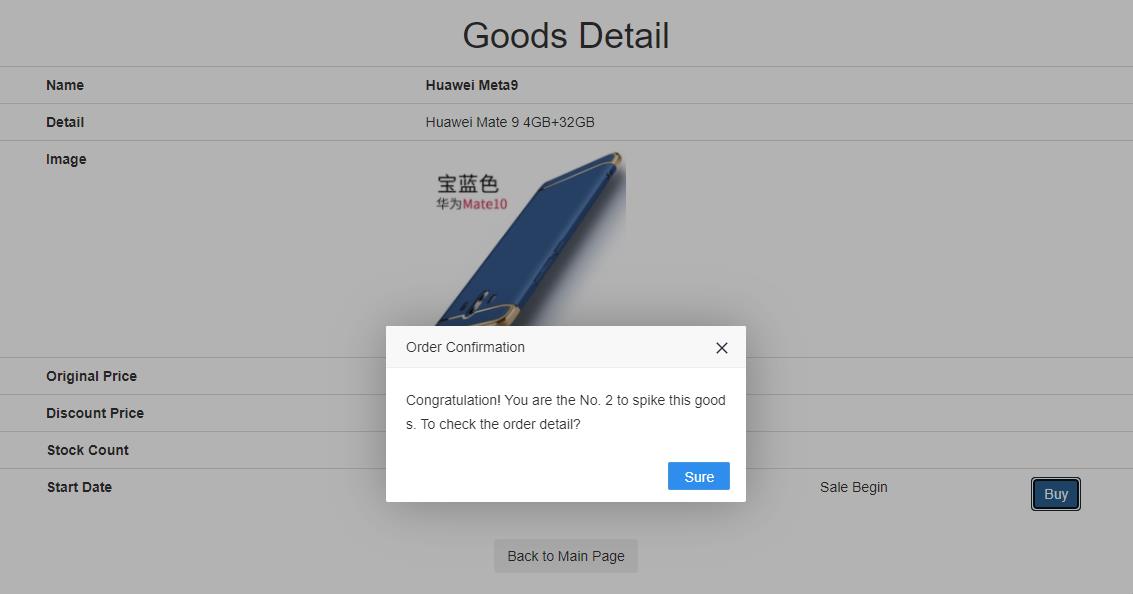 Goods Detail
Name Huawei Meta9
Detail Huawei Mate 9 4GB+32GB
Image
宝蓝色
华为Mate10
Order Confirmation
Congratulation! You are the No. 2 to spike this good
s. To check the order detail?
Sure
Original Price
Discount Price
Stock Count
Start Date Sale Begin Buy
Back to Main Page